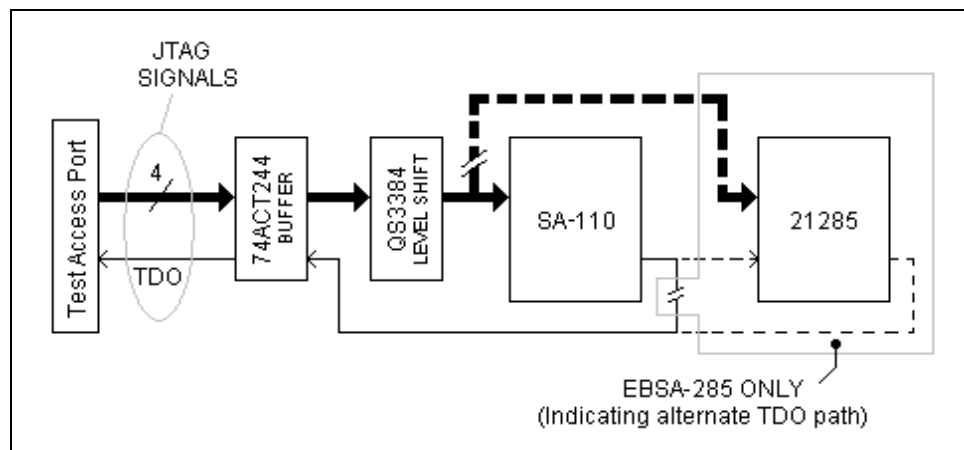 JTAG
SIGNALS
Test Access Port
4
TDO
74ACT244
BUFFER
QS3384
LEVEL SHIFT
SA-110
21285
EBSA-285 ONLY
(Indicating alternate TDO path)